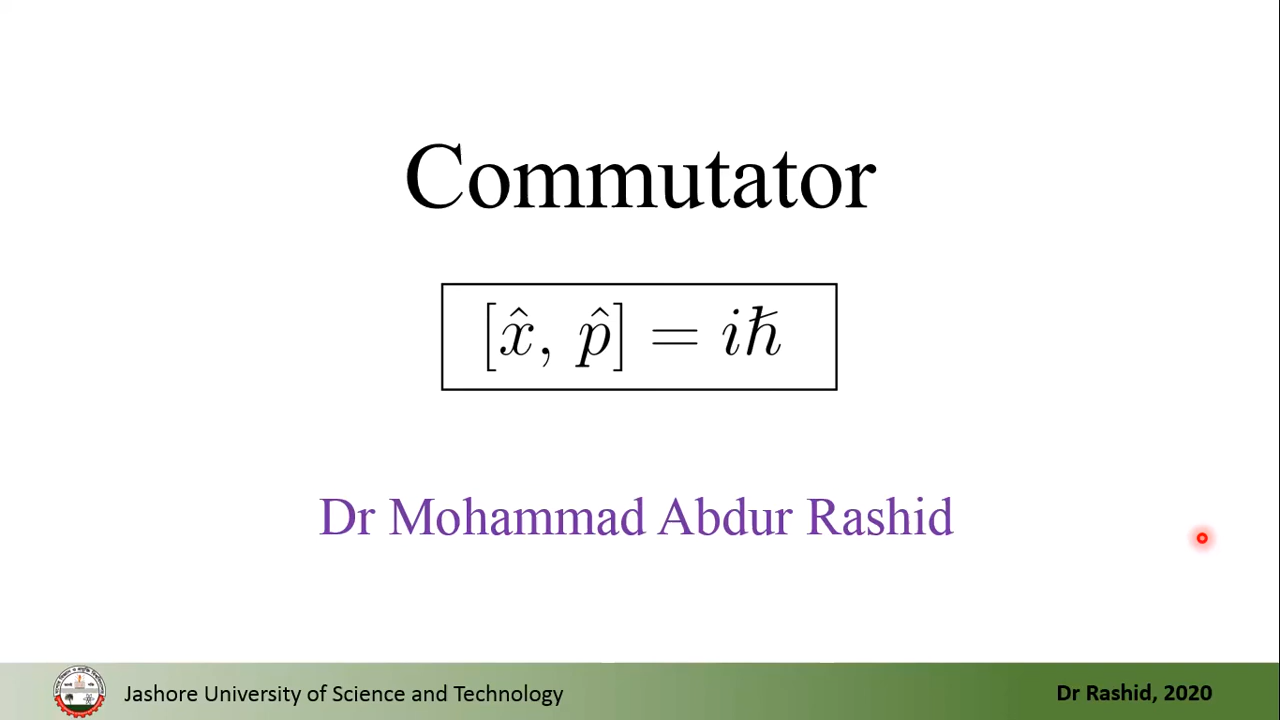 Commutator
[x̂, p̂] = iħ
Dr Mohammad Abdur Rashid
Jashore University of Science and Technology
Dr Rashid, 2020